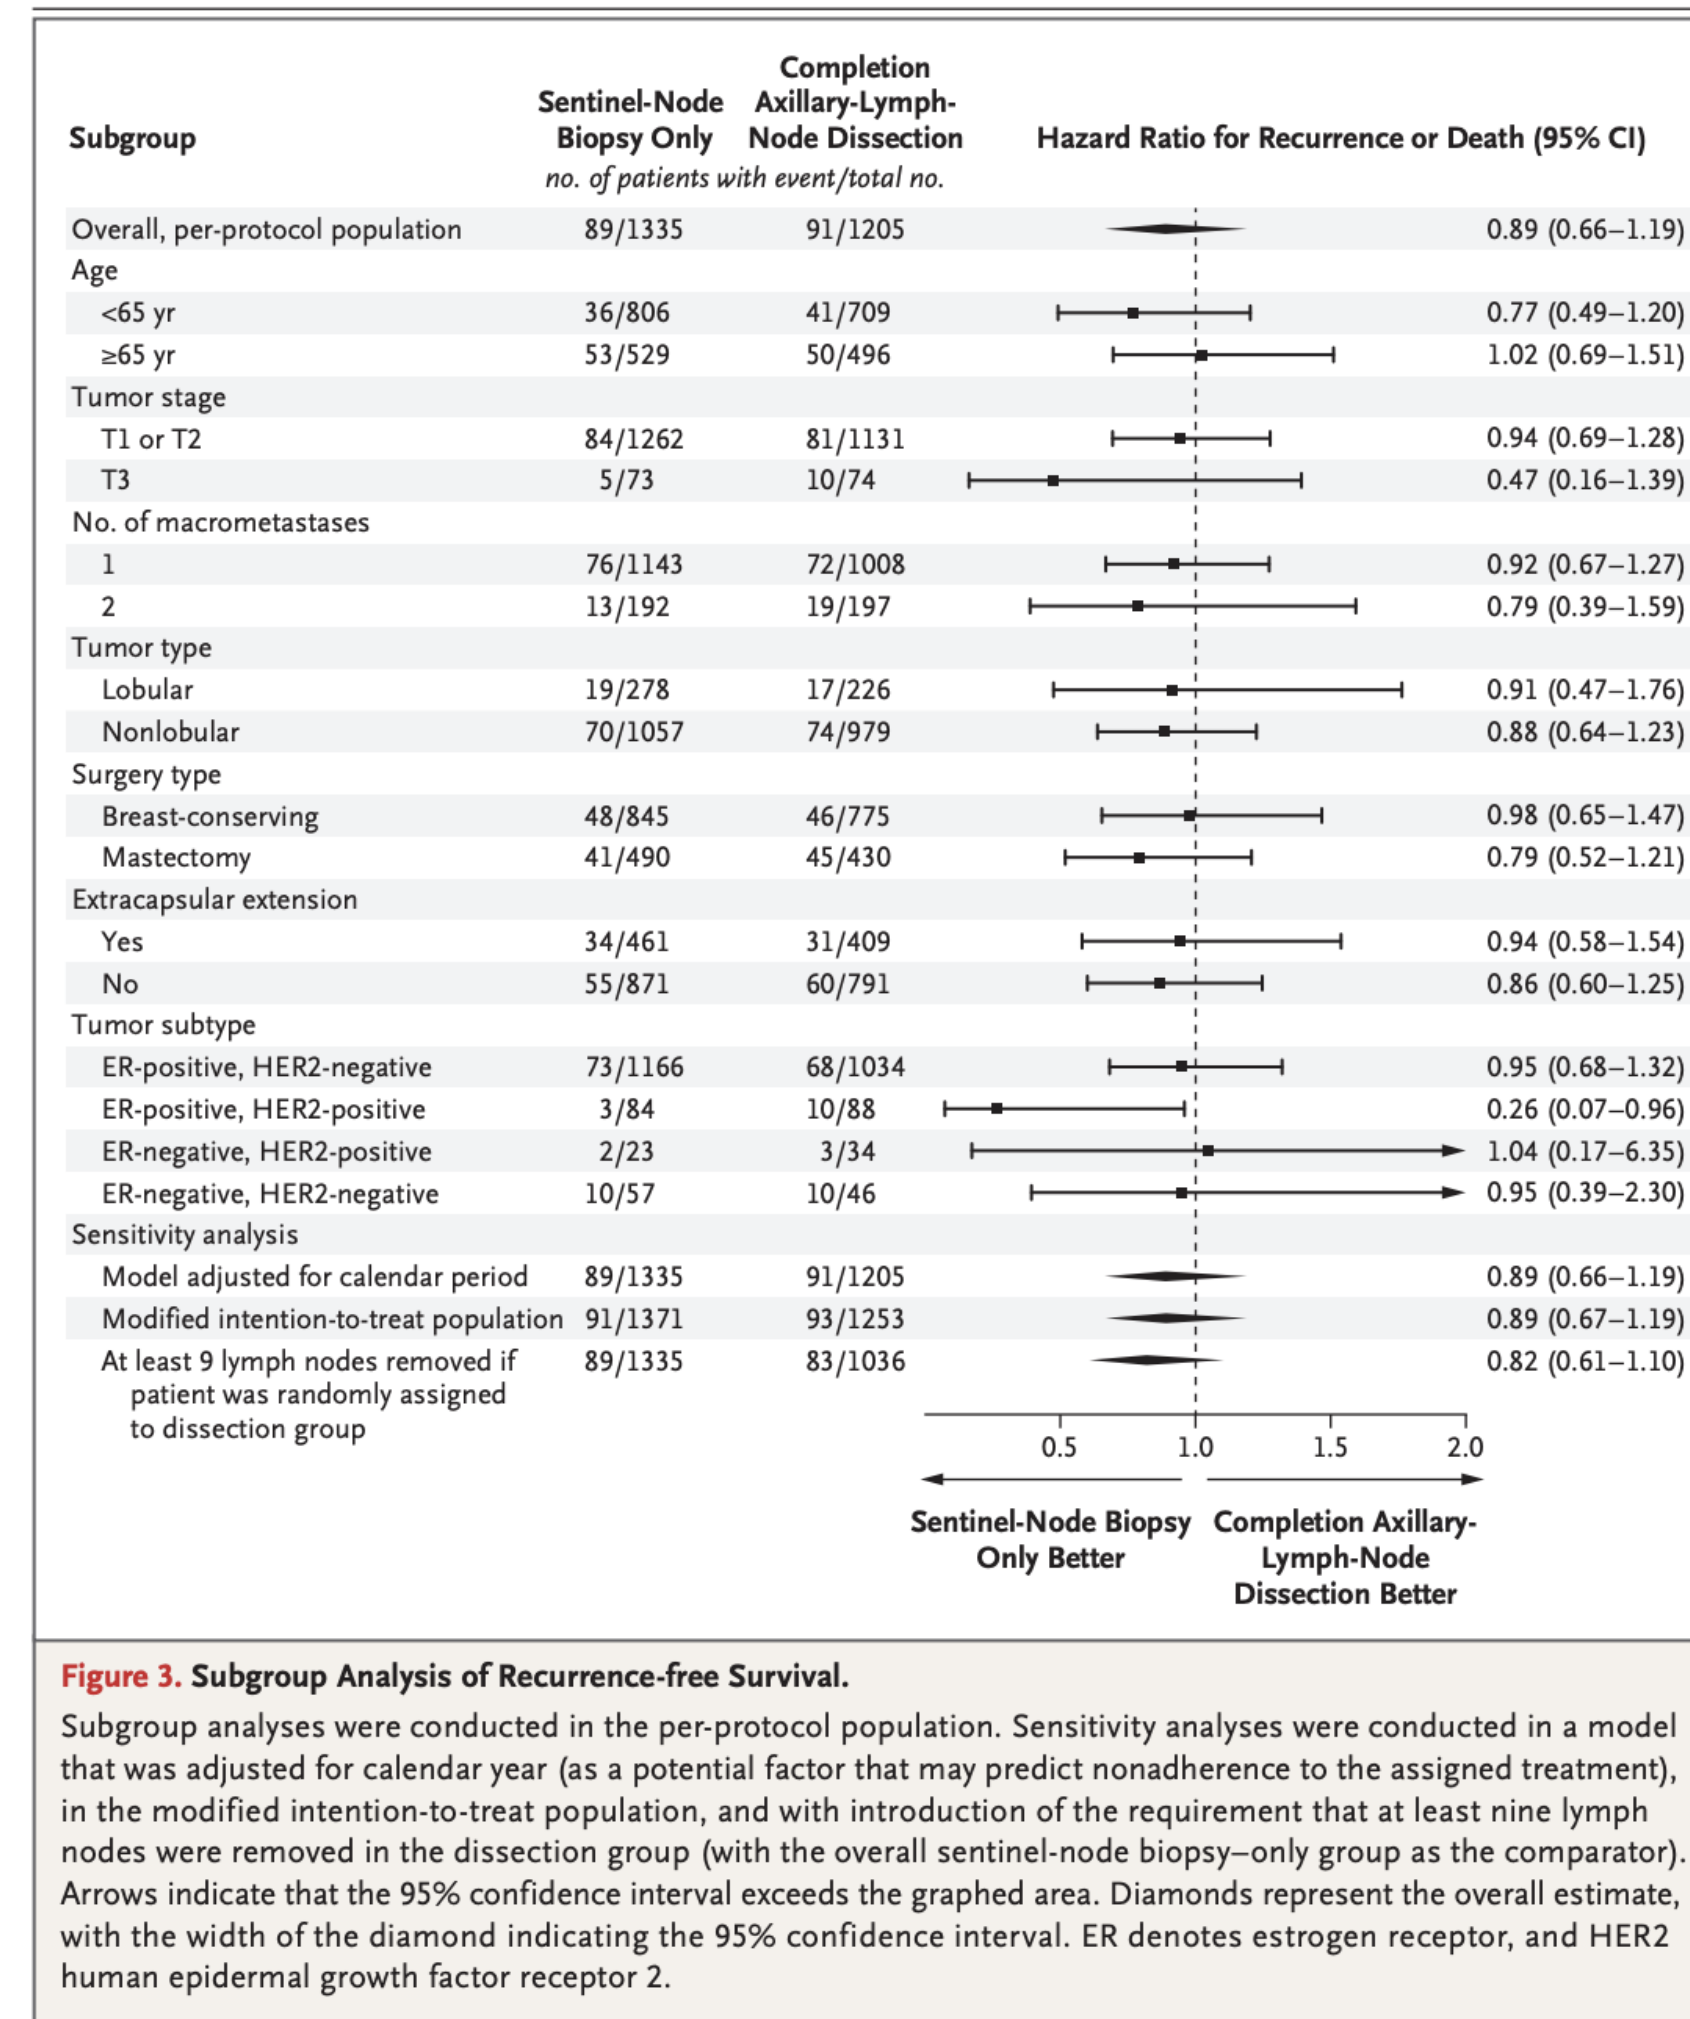 Subgroup Sentinel-Node Biopsy Only Completion Axillary-Lymph-Node Dissection Hazard Ratio for Recurrence or Death (95% CI)
no. of patients with event/total no.
Overall, per-protocol population 89/1335 91/1205 0.89 (0.66–1.19)
Age
<65 yr 36/806 41/709 0.77 (0.49–1.20)
≥65 yr 53/529 50/496 1.02 (0.69–1.51)
Tumor stage
T1 or T2 84/1262 81/1131 0.94 (0.69–1.28)
T3 5/73 10/74 0.47 (0.16–1.39)
No. of macrometastases
1 76/1143 72/1008 0.92 (0.67–1.27)
2 13/192 19/197 0.79 (0.39–1.59)
Tumor type
Lobular 19/278 17/226 0.91 (0.47–1.76)
Nonlobular 70/1057 74/979 0.88 (0.64–1.23)
Surgery type
Breast-conserving 48/845 46/775 0.98 (0.65–1.47)
Mastectomy 41/490 45/430 0.79 (0.52–1.21)
Extracapsular extension
Yes 34/461 31/409 0.94 (0.58–1.54)
No 55/871 60/791 0.86 (0.60–1.25)
Tumor subtype
ER-positive, HER2-negative 73/1166 68/1034 0.95 (0.68–1.32)
ER-positive, HER2-positive 3/84 10/88 0.26 (0.07–0.96)
ER-negative, HER2-positive 2/23 3/34 1.04 (0.17–6.35)
ER-negative, HER2-negative 10/57 10/46 0.95 (0.39–2.30)
Sensitivity analysis
Model adjusted for calendar period 89/1335 91/1205 0.89 (0.66–1.19)
Modified intention-to-treat population 91/1371 93/1253 0.89 (0.67–1.19)
At least 9 lymph nodes removed if 89/1335 83/1036 0.82 (0.61–1.10)
patient was randomly assigned
to dissection group
0.5 1.0 1.5 2.0
Sentinel-Node Biopsy Completion Axillary-
Only Better Lymph-Node
Dissection Better
Figure 3. Subgroup Analysis of Recurrence-free Survival.
Subgroup analyses were conducted in the per-protocol population. Sensitivity analyses were conducted in a model
that was adjusted for calendar year (as a potential factor that may predict nonadherence to the assigned treatment),
in the modified intention-to-treat population, and with introduction of the requirement that at least nine lymph
nodes were removed in the dissection group (with the overall sentinel-node biopsy–only group as the comparator).
Arrows indicate that the 95% confidence interval exceeds the graphed area. Diamonds represent the overall estimate,
with the width of the diamond indicating the 95% confidence interval. ER denotes estrogen receptor, and HER2
human epidermal growth factor receptor 2.